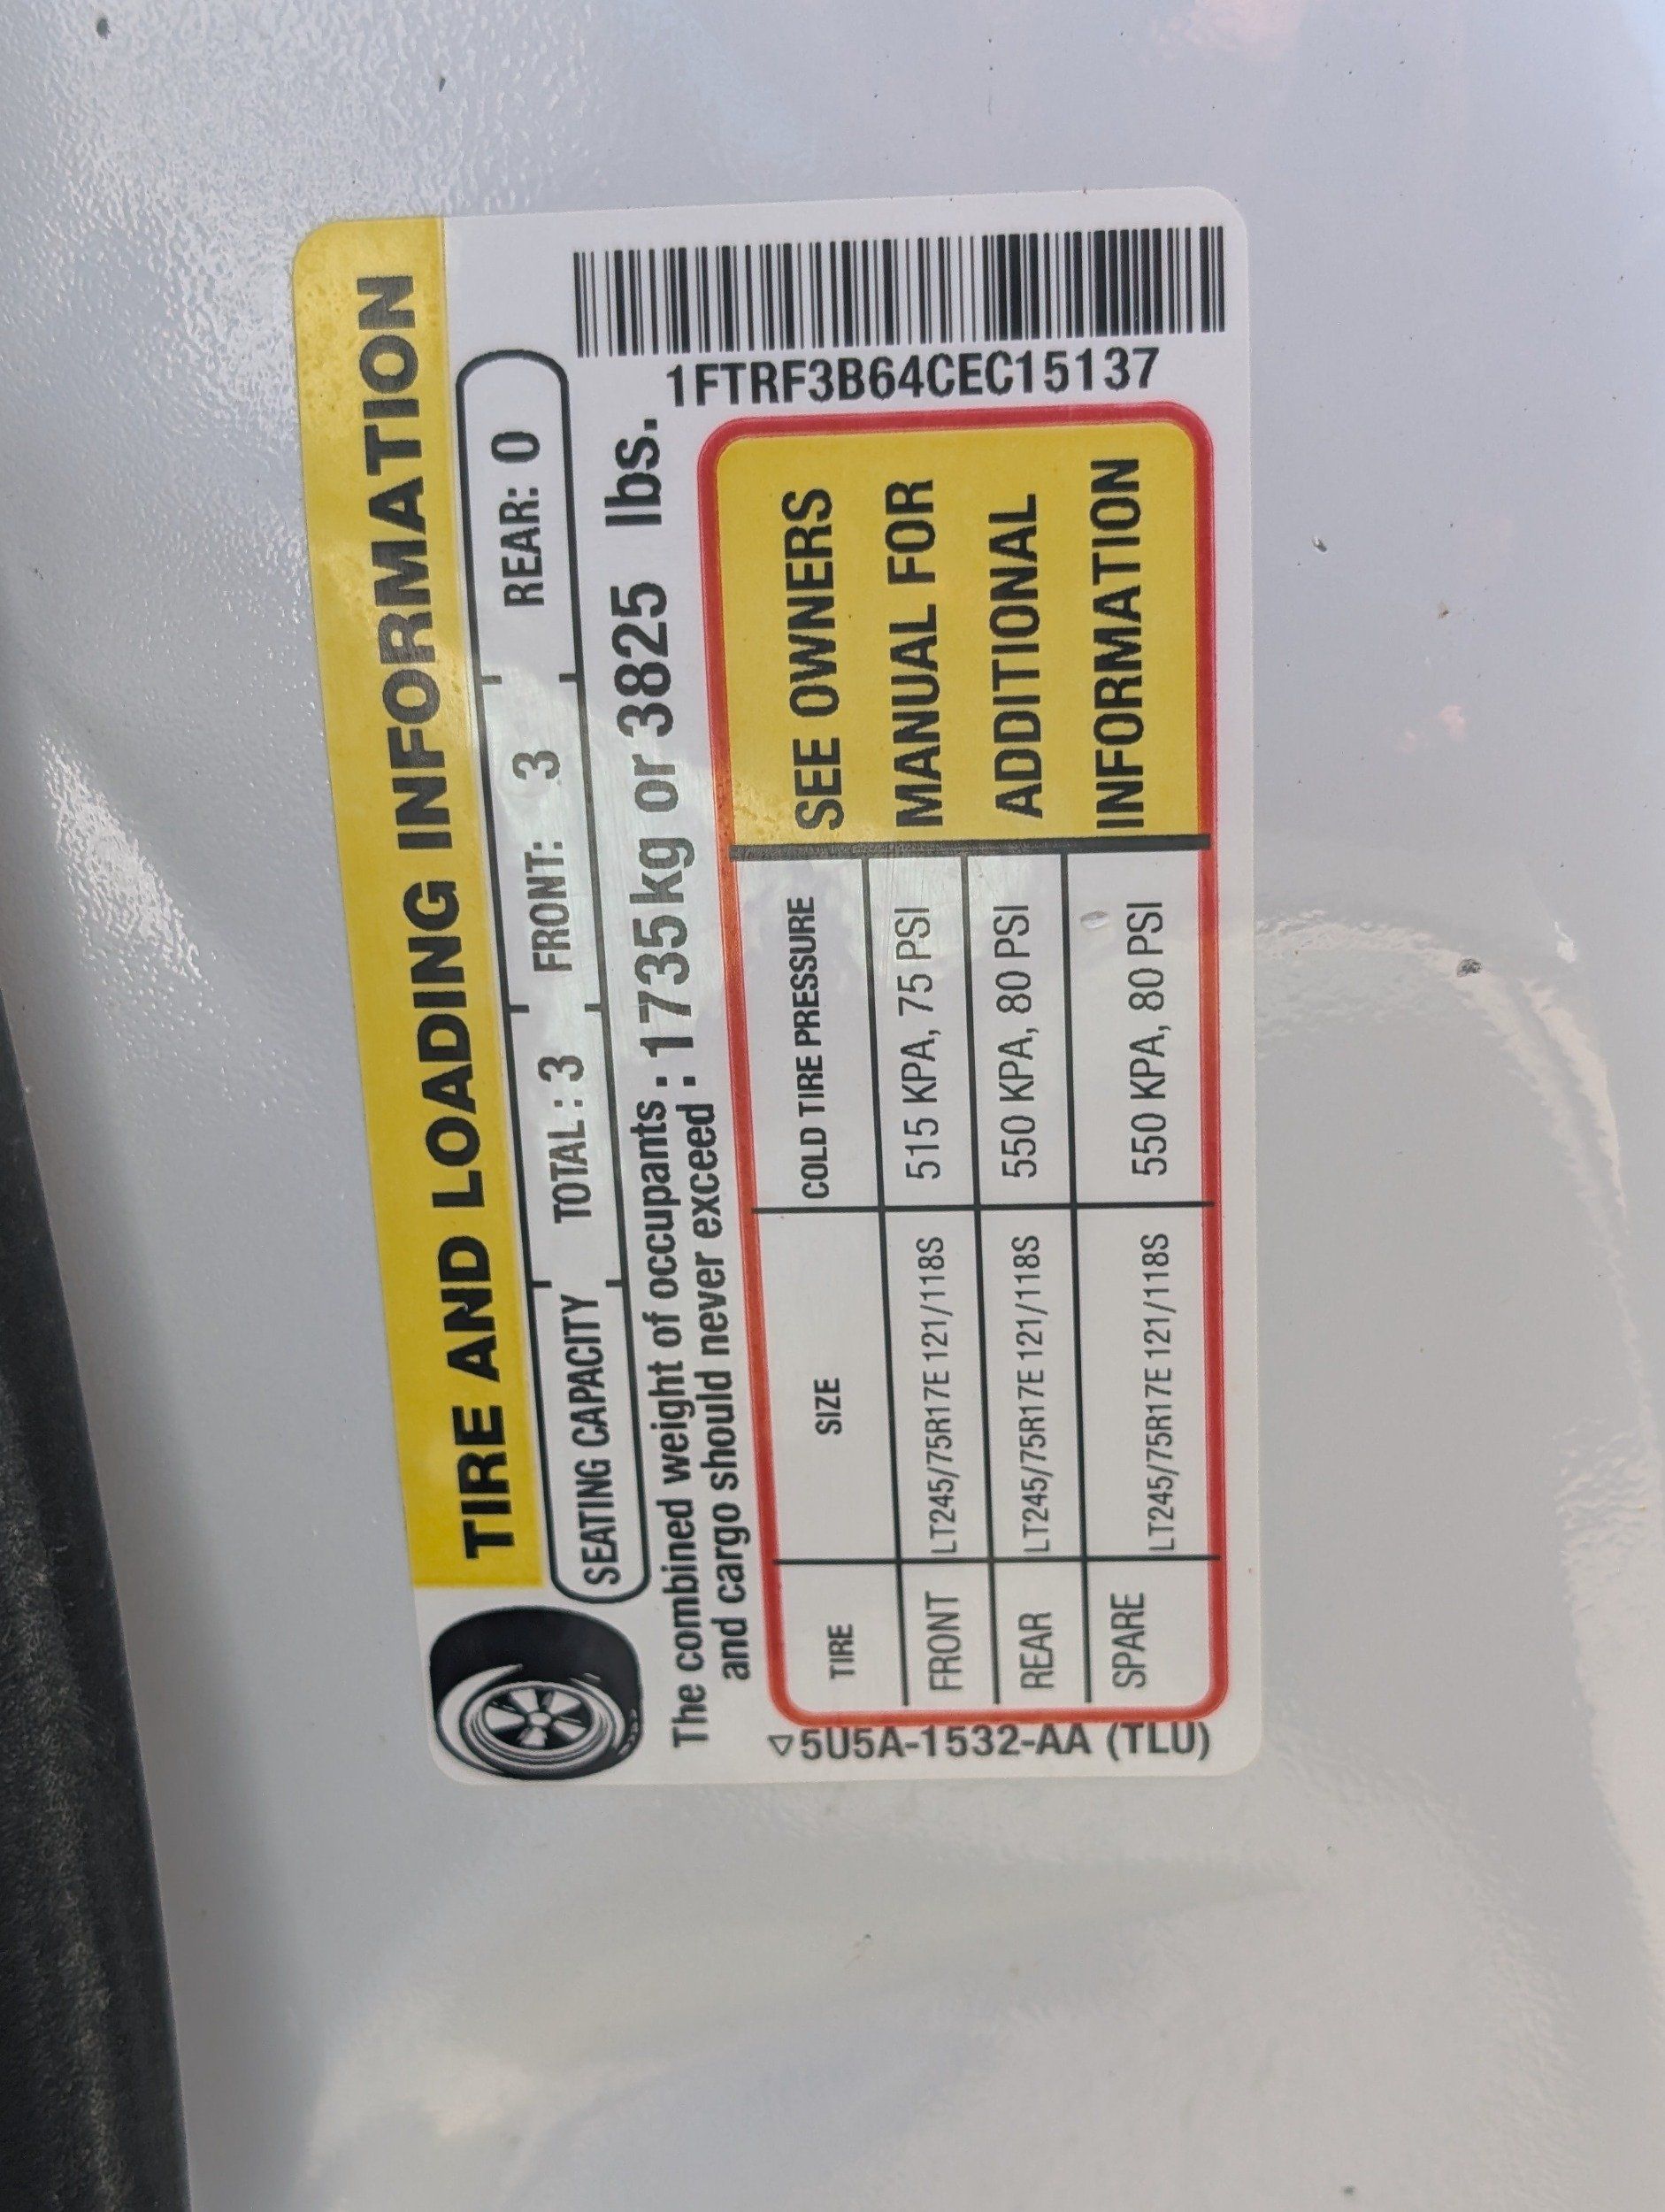 TIRE AND LOADING INFORMATION
SEATING CAPACITY TOTAL: 3 FRONT: 3 REAR: 0
The combined weight of occupants and cargo should never exceed : 1735kg or 3825 lbs.
1FTRF3B64CEC15137
TIRE SIZE COLD TIRE PRESSURE
FRONT LT245/75R17E 121/118S 515 KPA, 75 PSI
REAR LT245/75R17E 121/118S 550 KPA, 80 PSI
SPARE LT245/75R17E 121/118S 550 KPA, 80 PSI
SEE OWNERS
MANUAL FOR
ADDITIONAL
INFORMATION
5U5A-1532-AA (TLU)